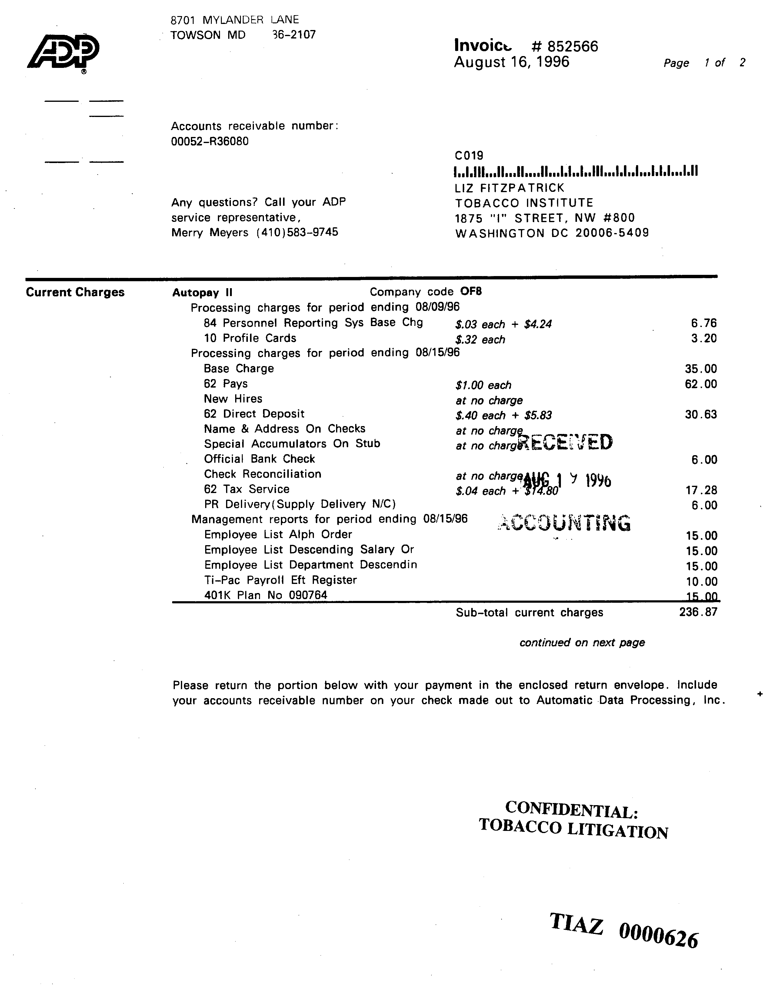 8701 MYLANDER LANE
TOWSON MD 36-2107
ADP
Invoice # 852566
August 16, 1996
Page 1 of 2
Accounts receivable number:
00052-R36080
C019
LIZ FITZPATRICK
TOBACCO INSTITUTE
1875 "I" STREET, NW #800
WASHINGTON DC 20006-5409
Any questions? Call your ADP
service representative,
Merry Meyers (410)583-9745
Current Charges Autopay II Company code OF8
Processing charges for period ending 08/09/96
84 Personnel Reporting Sys Base Chg $.03 each + $4.24 6.76
10 Profile Cards $.32 each 3.20
Processing charges for period ending 08/15/96
Base Charge 35.00
62 Pays $1.00 each 62.00
New Hires at no charge
62 Direct Deposit $.40 each + $5.83 30.63
Name & Address On Checks at no charge
Special Accumulators On Stub at no charge
RECEIVED
Official Bank Check 6.00
Check Reconciliation at no charge
AUG 1 1996
62 Tax Service $.04 each + $14.80 17.28
PR Delivery(Supply Delivery N/C) 6.00
Management reports for period ending 08/15/96
ACCOUNTING
Employee List Alph Order 15.00
Employee List Descending Salary Or 15.00
Employee List Department Descendin 15.00
Ti-Pac Payroll Eft Register 10.00
401K Plan No 090764 15.00
Sub-total current charges 236.87
continued on next page
Please return the portion below with your payment in the enclosed return envelope. Include
your accounts receivable number on your check made out to Automatic Data Processing, Inc.
CONFIDENTIAL:
TOBACCO LITIGATION
TIAZ 0000626